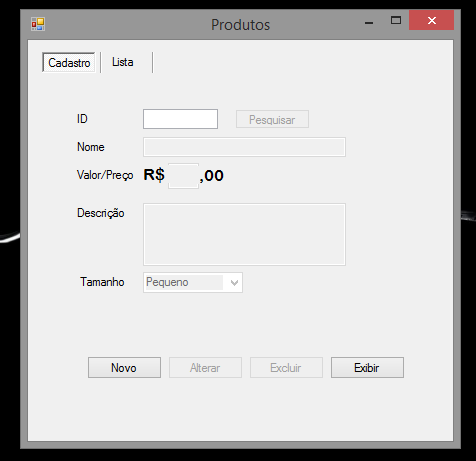 Produtos
Cadastro Lista
ID Pesquisar
Nome
Valor/Preço R$ ,00
Descrição
Tamanho Pequeno
Novo Alterar Excluir Exibir